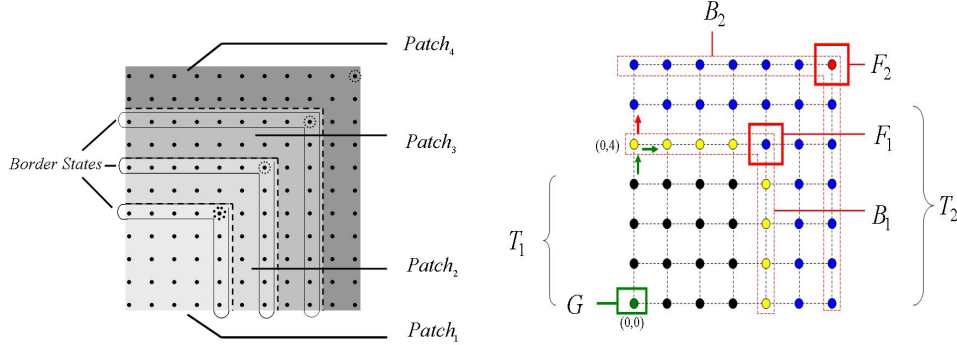 Patch₄
Patch₃
Border States
Patch₂
Patch₁
B₂
F₂
(0,4)
F₁
T₁
B₁
T₂
G
(0,0)